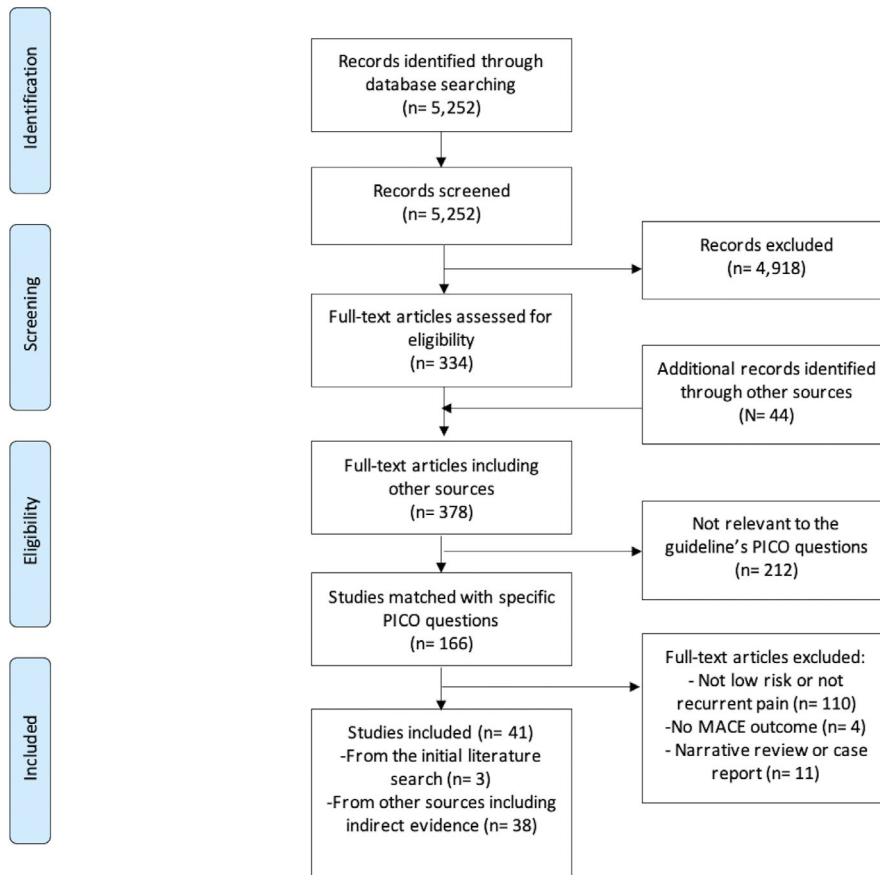 Identification
Records identified through
database searching
(n= 5,252)
Records screened
(n= 5,252)
Records excluded
(n= 4,918)
Screening
Full-text articles assessed for
eligibility
(n= 334)
Additional records identified
through other sources
(N= 44)
Eligibility
Full-text articles including
other sources
(n= 378)
Not relevant to the
guideline's PICO questions
(n= 212)
Studies matched with specific
PICO questions
(n= 166)
Full-text articles excluded:
- Not low risk or not
recurrent pain (n= 110)
-No MACE outcome (n= 4)
- Narrative review or case
report (n= 11)
Included
Studies included (n= 41)
-From the initial literature
search (n= 3)
-From other sources including
indirect evidence (n= 38)